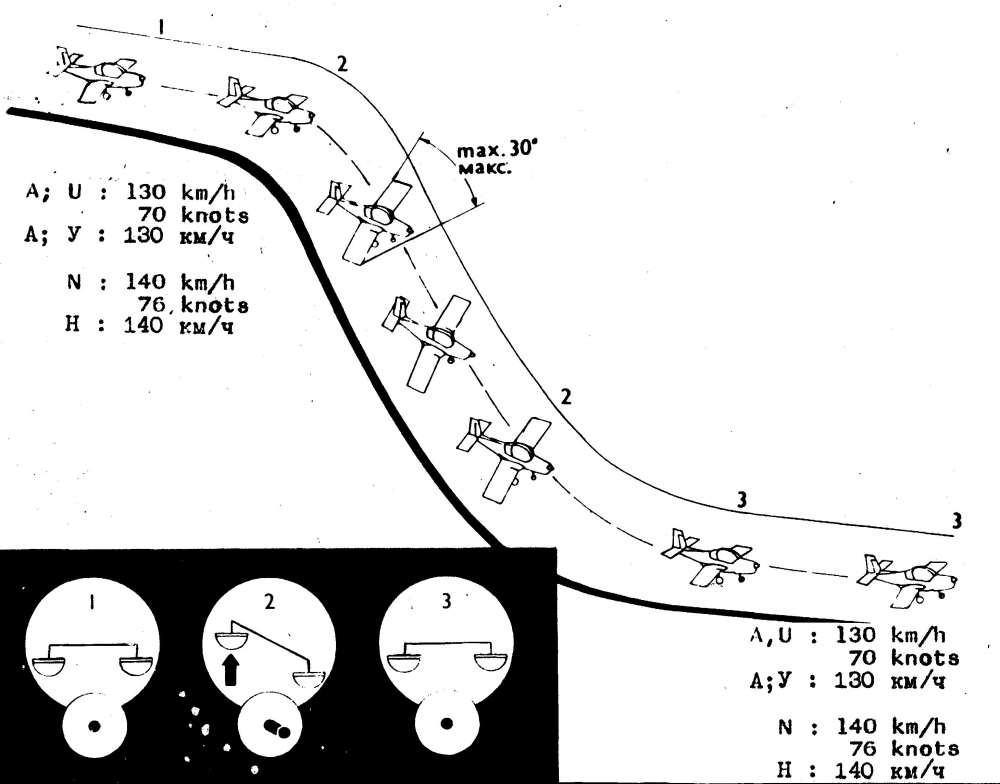 1
2
max. 30°
макс.
A; U : 130 km/h
70 knots
А; У : 130 км/ч
N : 140 km/h
76 knots
Н : 140 км/ч
2
3
3
1
2
3
A,U : 130 km/h
70 knots
А;У : 130 км/ч
N : 140 km/h
76 knots
Н : 140 км/ч